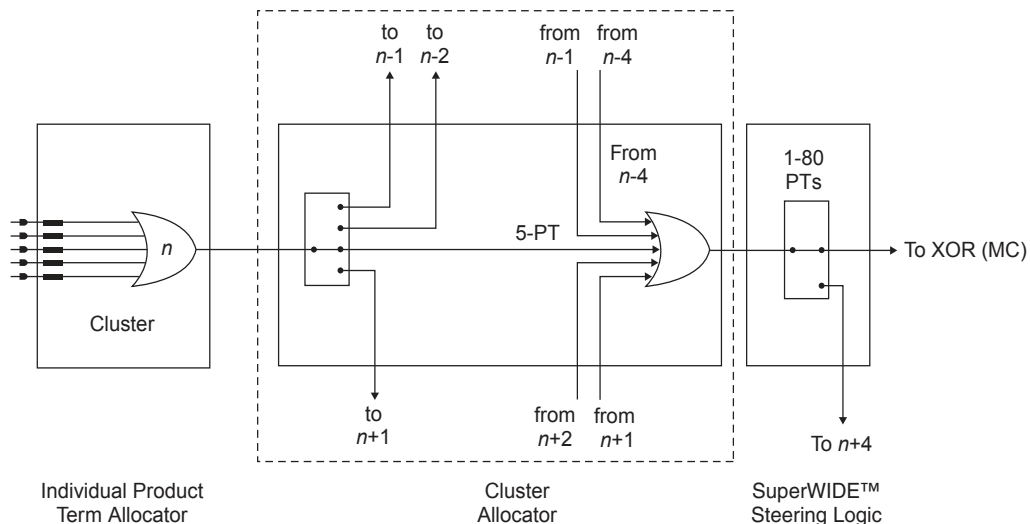 to
n-1
to
n-2
from
n-1
from
n-4
From
n-4
1-80
PTs
n
5-PT
To XOR (MC)
Cluster
to
n+1
from
n+2
from
n+1
To n+4
Individual Product
Term Allocator
Cluster
Allocator
SuperWIDE™
Steering Logic